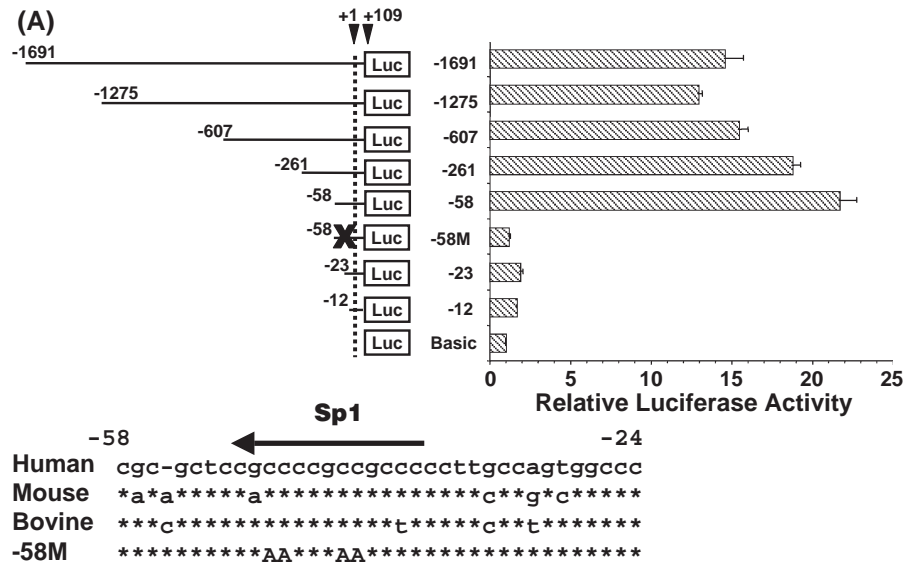 (A)
+1 +109
-1691 Luc -1691
-1275 Luc -1275
-607 Luc -607
-261 Luc -261
-58 Luc -58
-58 X Luc -58M
-23 Luc -23
-12 Luc -12
Luc Basic
0 5 10 15 20 25
Relative Luciferase Activity
Sp1
-58 -24
Human cgc-gctccgccccgccgcccccttgccagtggccc
Mouse *a*a*****a************c**g*c*****
Bovine ***c************t****c**t*******
-58M **********AA***AA*******************